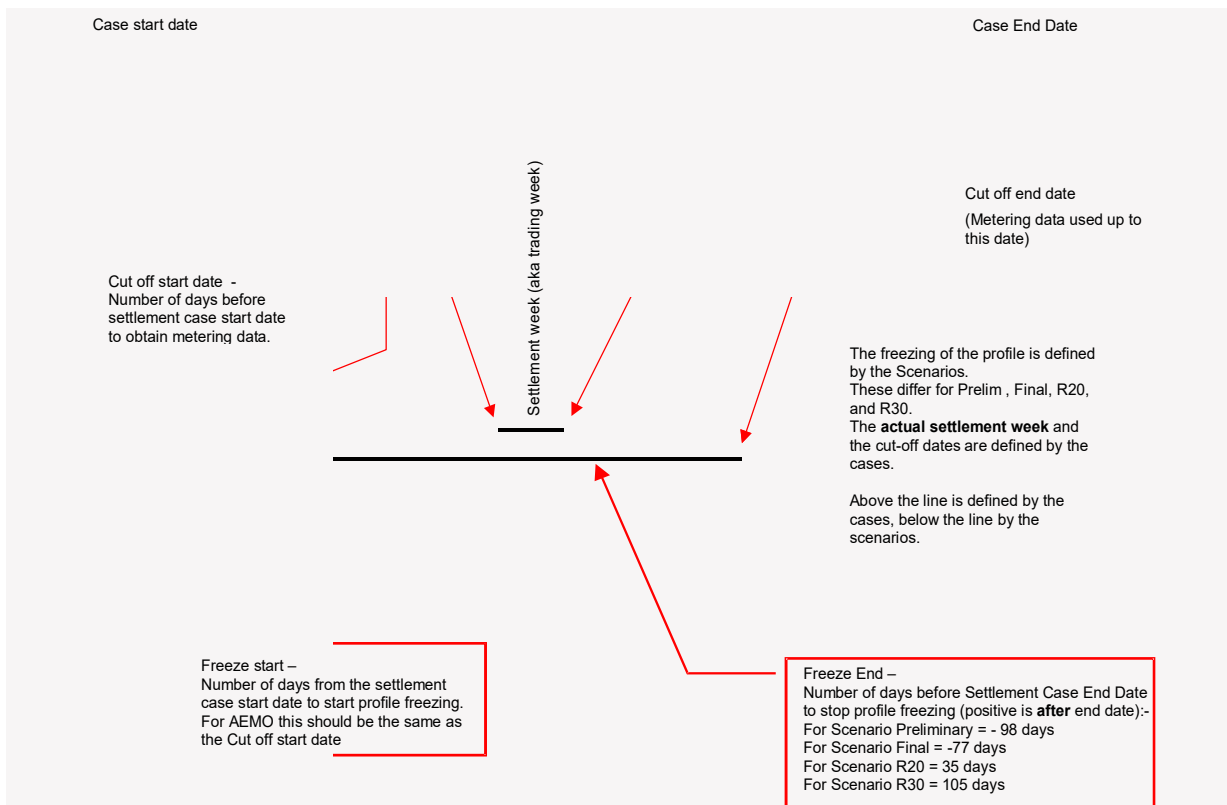 Case start date
Case End Date
Settlement week (aka trading week)
Cut off end date
(Metering data used up to
this date)
Cut off start date  -
Number of days before
settlement case start date
to obtain metering data.
The freezing of the profile is defined
by the Scenarios.
These differ for Prelim , Final, R20,
and R30.
The actual settlement week and
the cut-off dates are defined by the
cases.
Above the line is defined by the
cases, below the line by the
scenarios.
Freeze start –
Number of days from the settlement
case start date to start profile freezing.
For AEMO this should be the same as
the Cut off start date
Freeze End –
Number of days before Settlement Case End Date
to stop profile freezing (positive is after end date):-
For Scenario Preliminary = - 98 days
For Scenario Final = -77 days
For Scenario R20 = 35 days
For Scenario R30 = 105 days